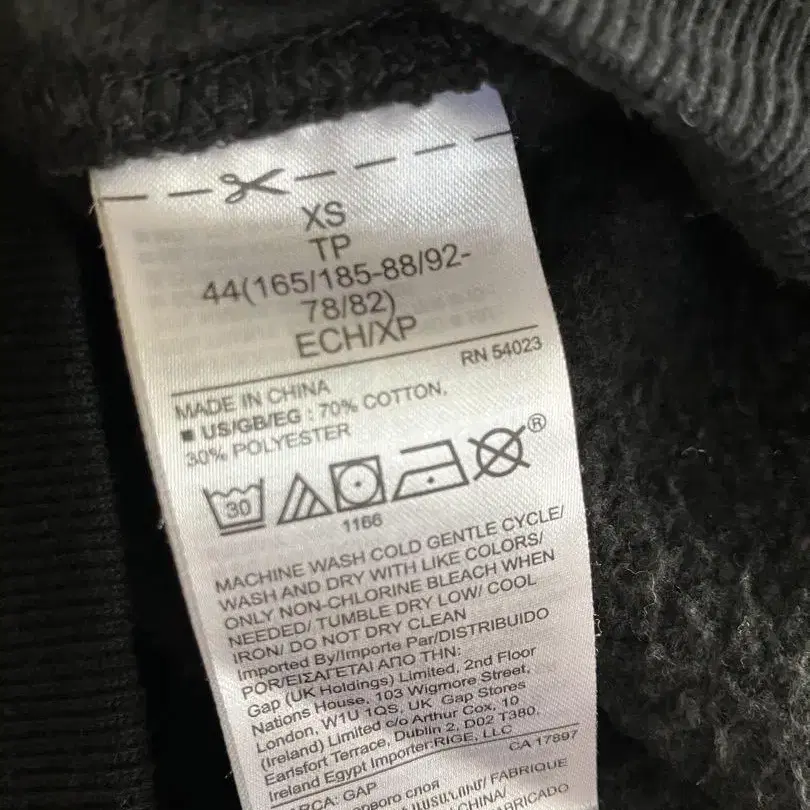 XS
TP
44(165/185-88/92-
78/82)
ECH/XP
RN 54023
MADE IN CHINA
■ US/GB/EG : 70% COTTON,
30% POLYESTER
30
®
1166
MACHINE WASH COLD GENTLE CYCLE/
WASH AND DRY WITH LIKE COLORS/
ONLY NON-CHLORINE BLEACH WHEN
NEEDED/ TUMBLE DRY LOW/ COOL
IRON/ DO NOT DRY CLEAN
Imported By/Importe Par/DISTRIBUIDO
POR/ΕΙΣΑΓΕΤΑΙ ΑΠΟ ΤΗΝ:
Gap (UK Holdings) Limited, 2nd Floor
Nations House, 103 Wigmore Street,
London, W1U 1QS, UK Gap Stores
(Ireland) Limited c/o Arthur Cox, 10
Earlsfort Terrace, Dublin 2, D02 T380,
Ireland Egypt Importer:RIGE, LLC
CA 17897
GAP
слоя
FABRIQUE